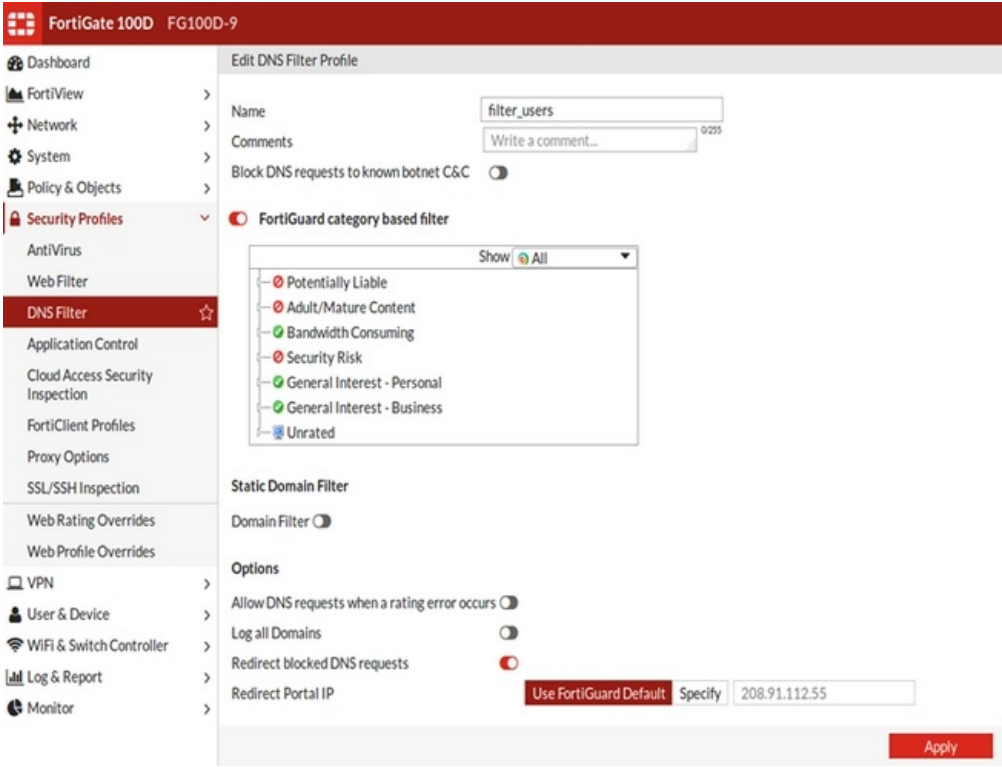 FortiGate 100D FG100D-9
Dashboard
FortiView
Network
System
Policy & Objects
Security Profiles
AntiVirus
Web Filter
DNS Filter
Application Control
Cloud Access Security
Inspection
FortiClient Profiles
Proxy Options
SSL/SSH Inspection
Web Rating Overrides
Web Profile Overrides
VPN
User & Device
WiFi & Switch Controller
Log & Report
Monitor
Edit DNS Filter Profile
Name filter_users
Comments Write a comment... 0/255
Block DNS requests to known botnet C&C
FortiGuard category based filter
Show All
Potentially Liable
Adult/Mature Content
Bandwidth Consuming
Security Risk
General Interest - Personal
General Interest - Business
Unrated
Static Domain Filter
Domain Filter
Options
Allow DNS requests when a rating error occurs
Log all Domains
Redirect blocked DNS requests
Redirect Portal IP Use FortiGuard Default Specify 208.91.112.55
Apply